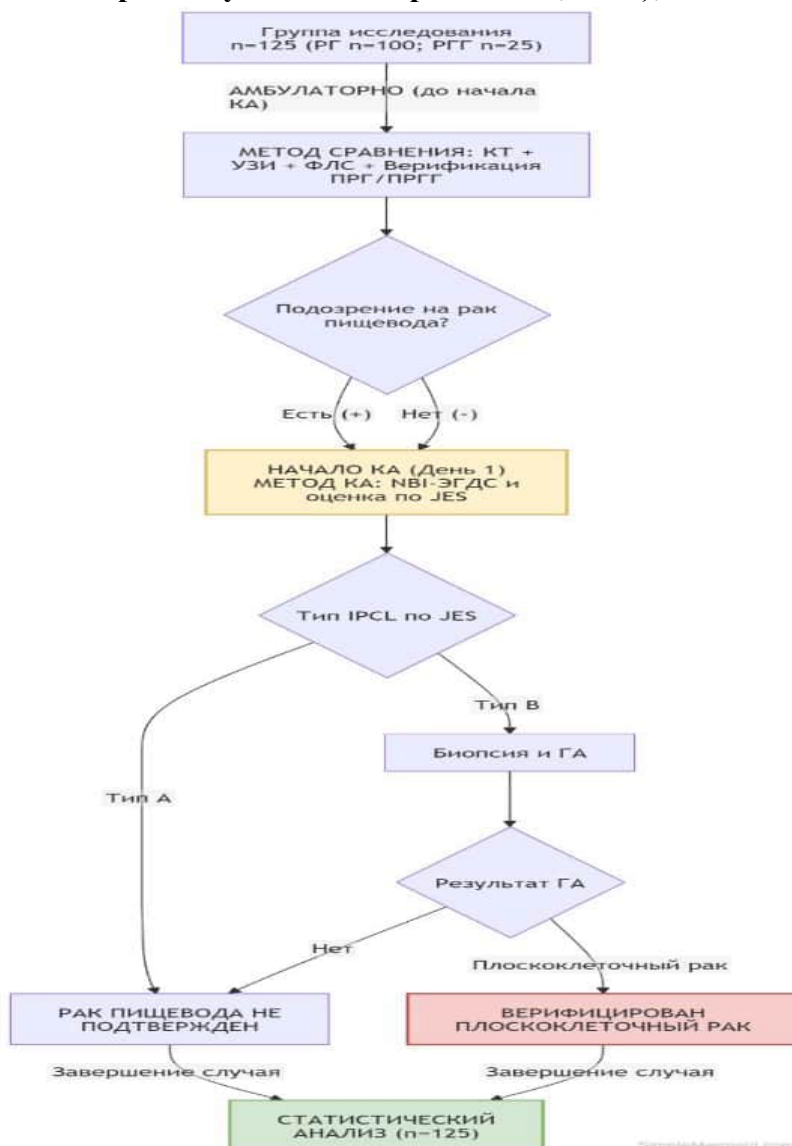 Группа исследования
n=125 (РГ n=100; РГГ n=25)
АМБУЛАТОРНО (до начала
КА)
МЕТОД СРАВНЕНИЯ: КТ +
УЗИ + ФЛС + Верификация
ПРГ/ПРГГ
Подозрение на рак
пищевода?
Есть (+)
Нет (-)
НАЧАЛО КА (День 1)
МЕТОД КА: NBI-ЭГДС и
оценка по JES
Тип IPCL по JES
Тип В
Биопсия и ГА
Тип А
Результат ГА
Нет
Плоскоклеточный рак
РАК ПИЩЕВОДА НЕ
ПОДТВЕРЖДЕН
ВЕРИФИЦИРОВАН
ПЛОСКОКЛЕТОЧНЫЙ РАК
Завершение случая
Завершение случая
СТАТИСТИЧЕСКИЙ
АНАЛИЗ (n=125)